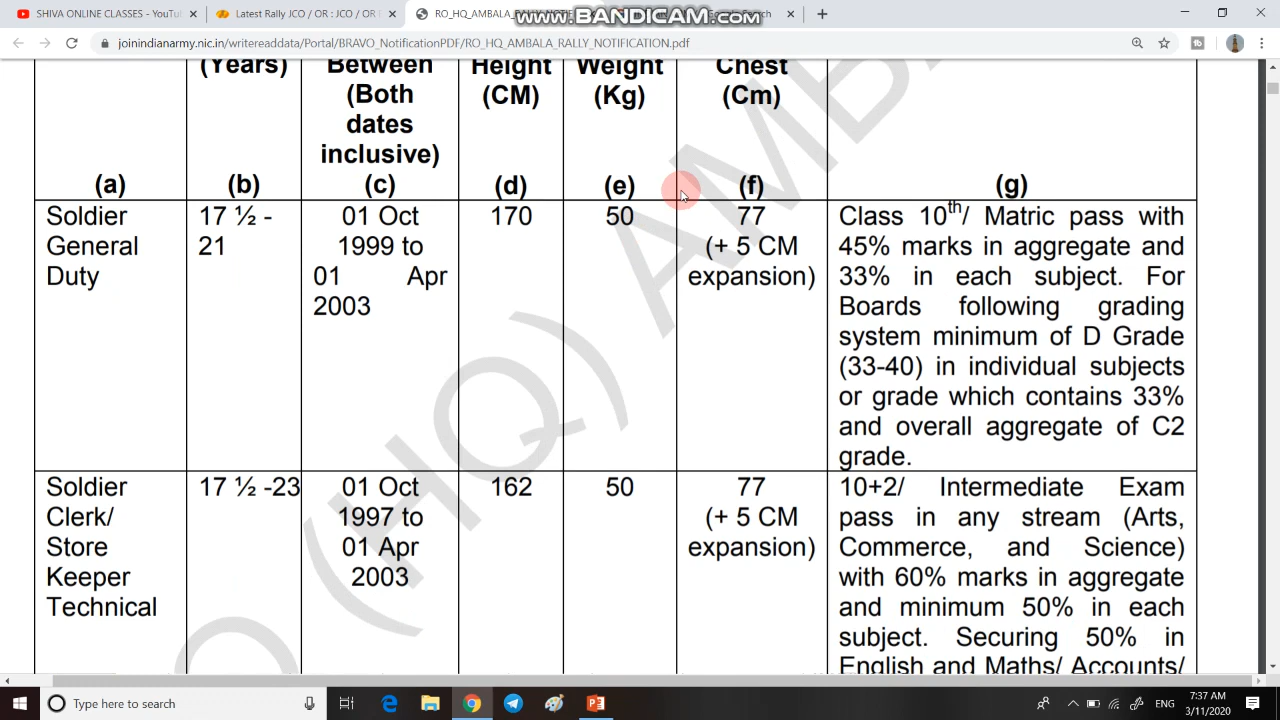 www.BANDICAM.com
SHIVA ONLINE CLASSES - YouTu
Latest Rally JCO / OR : JCO / OR
RO_HQ_AMBALA_RALLY_NOTIFI
joinindianarmy.nic.in/writereaddata/Portal/BRAVO_NotificationPDF/RO_HQ_AMBALA_RALLY_NOTIFICATION.pdf
(Years)
Between
(Both
dates
inclusive)
Height
(CM)
Weight
(Kg)
Chest
(Cm)
(a) (b) (c) (d) (e) (f) (g)
Soldier
General
Duty
17 ½ -
21
01 Oct
1999 to
01 Apr
2003
170
50
77
(+ 5 CM
expansion)
Class 10th/ Matric pass with
45% marks in aggregate and
33% in each subject. For
Boards following grading
system minimum of D Grade
(33-40) in individual subjects
or grade which contains 33%
and overall aggregate of C2
grade.
Soldier
Clerk/
Store
Keeper
Technical
17 ½ -23
01 Oct
1997 to
01 Apr
2003
162
50
77
(+ 5 CM
expansion)
10+2/ Intermediate Exam
pass in any stream (Arts,
Commerce, and Science)
with 60% marks in aggregate
and minimum 50% in each
subject. Securing 50% in
English and Maths/ Accounts/
(HQ) AMBA
Type here to search
ENG
7:37 AM
3/11/2020